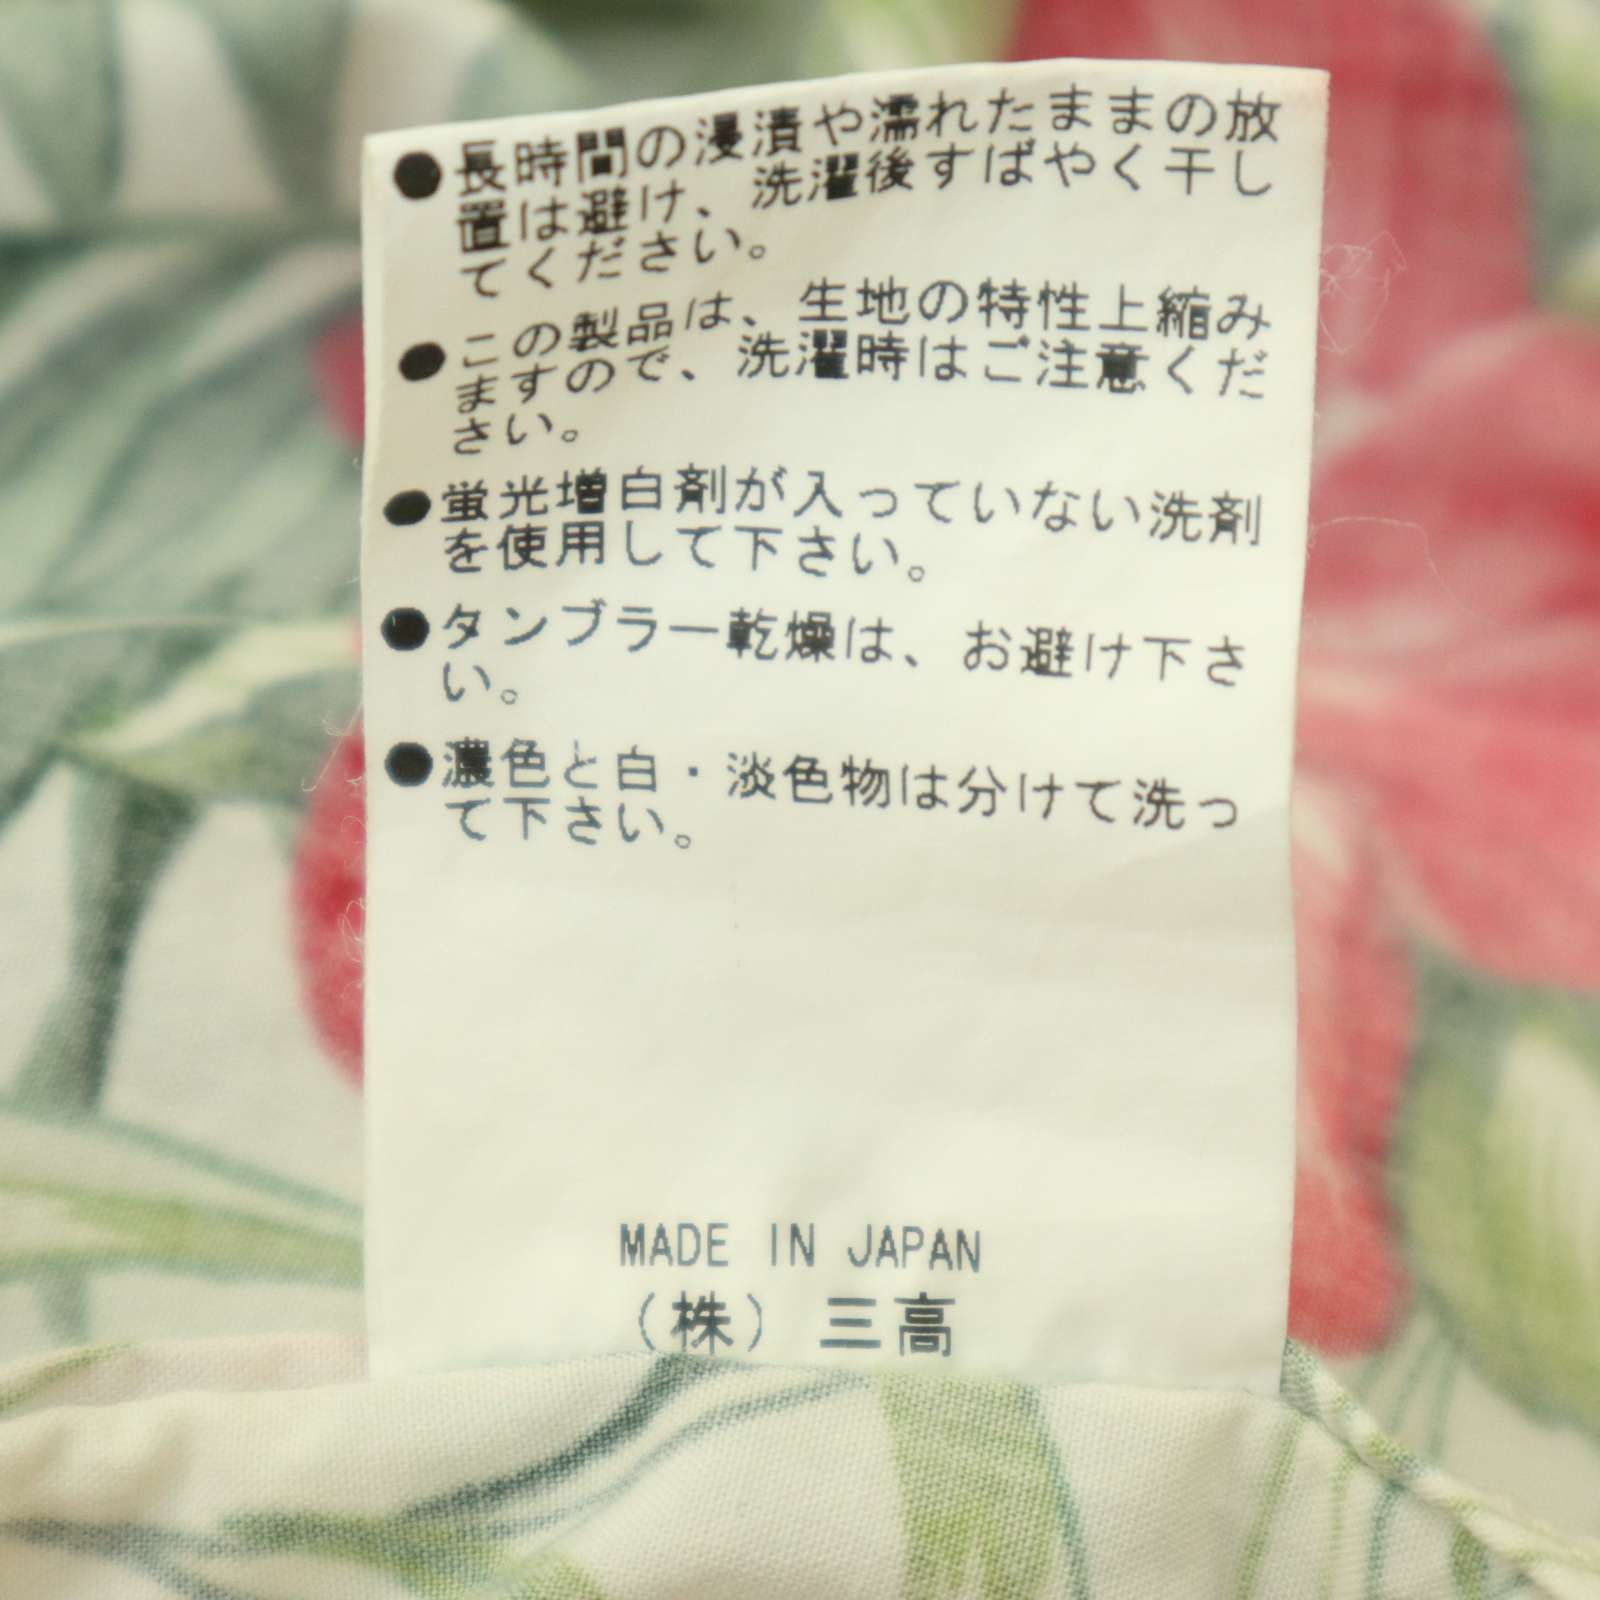 ●長時間の浸漬や濡れたままの放
置は避け、洗濯後すばやく干し
てください。
●この製品は、生地の特性上縮み
ますので、洗濯時はご注意くだ
さい。
●蛍光増白剤が入っていない洗剤
を使用して下さい。
●タンブラー乾燥は、お避け下さ
い。
●濃色と白・淡色物は分けて洗っ
て下さい。
MADE IN JAPAN
（株）三高